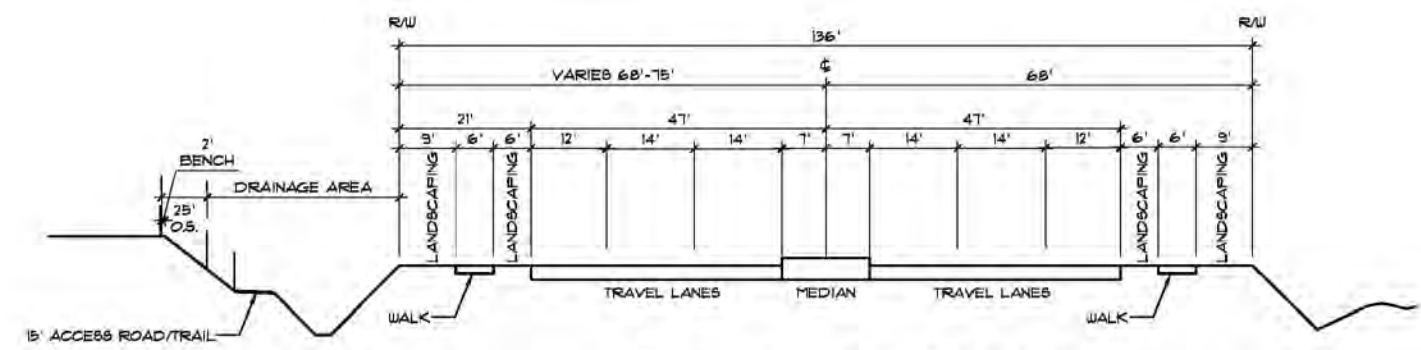 R/W R/W
136'
VARIES 68'-75' ℄ 68'
21' 47' 47'
9' 6' 6' 12' 14' 14' 7' 7' 14' 14' 12' 6' 6' 9'
2'
BENCH
DRAINAGE AREA
25'
O.S.
LANDSCAPING
LANDSCAPING
LANDSCAPING
LANDSCAPING
TRAVEL LANES MEDIAN TRAVEL LANES
WALK WALK
15' ACCESS ROAD/TRAIL